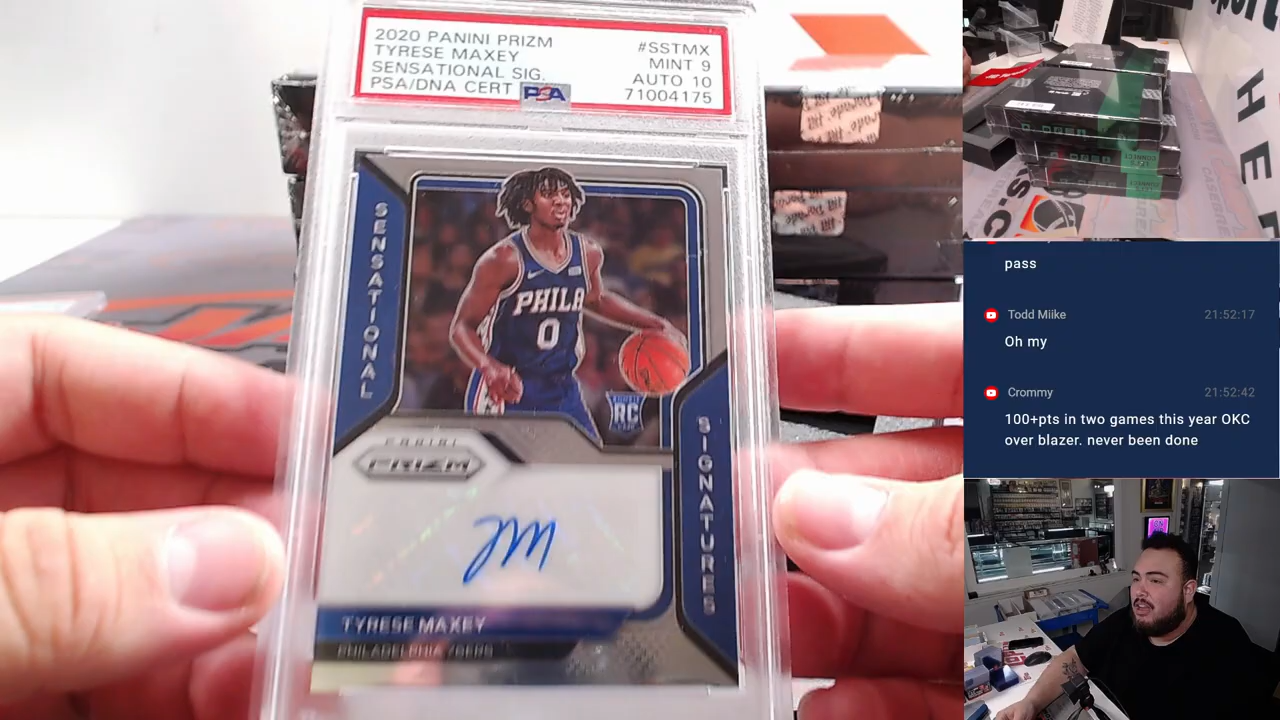 2020 PANINI PRIZM
TYRESE MAXEY
SENSATIONAL SIG.
PSA/DNA CERT
#SSTMX
MINT 9
AUTO 10
71004175
PSA
SENSATIONAL
PHILA
0
RC
PANINI
PRIZM
SIGNATURES
TYRESE MAXEY
PHILADELPHIA 76ERS
pass
Todd Miike 21:52:17
Oh my
Crommy 21:52:42
100+pts in two games this year OKC
over blazer. never been done